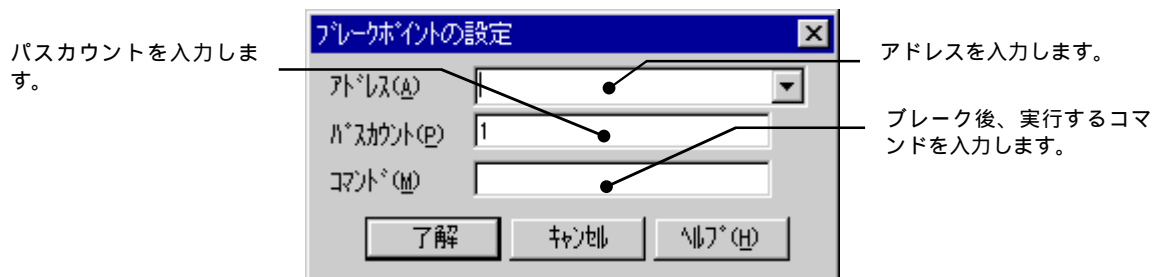 パスカウントを入力しま
す。
ﾌﾞﾚｰｸﾎﾟｲﾝﾄの設定
ｱﾄﾞﾚｽ(A)
ﾊﾟｽｶｳﾝﾄ(P)
1
ｺﾏﾝﾄﾞ(M)
了解
ｷｬﾝｾﾙ
ﾍﾙﾌﾟ(H)
アドレスを入力します。
ブレーク後、実行するコマ
ンドを入力します。